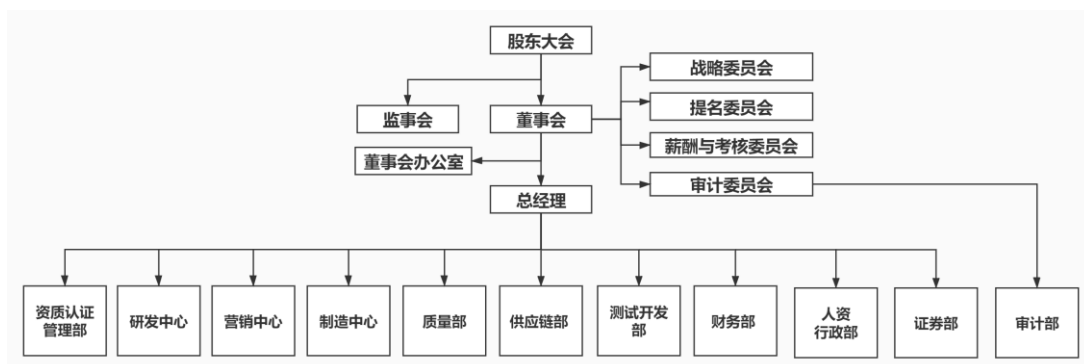 股东大会
战略委员会
提名委员会
监事会
董事会
薪酬与考核委员会
董事会办公室
审计委员会
总经理
资质认证
管理部
研发中心
营销中心
制造中心
质量部
供应链部
测试开发
部
财务部
人资
行政部
证券部
审计部